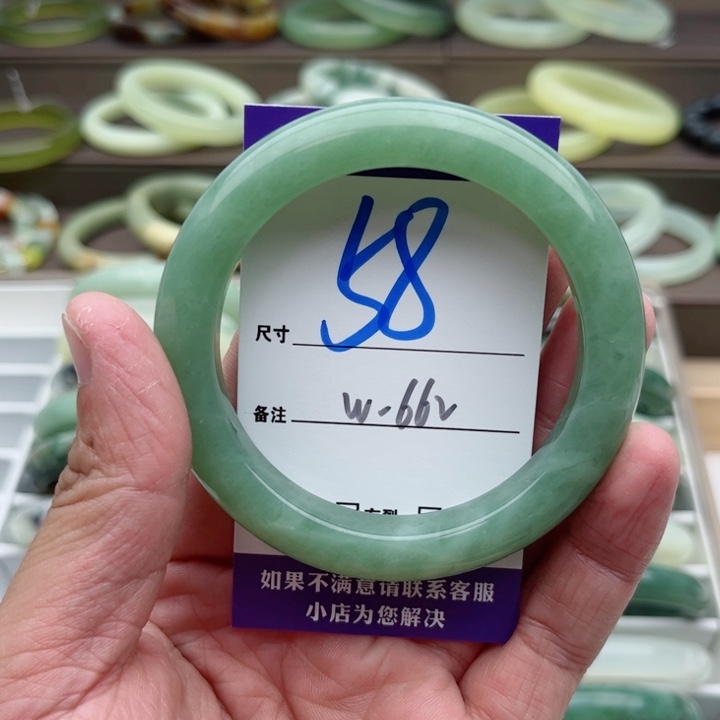 58
尺寸
备注 W-662
如果不满意请联系客服
小店为您解决